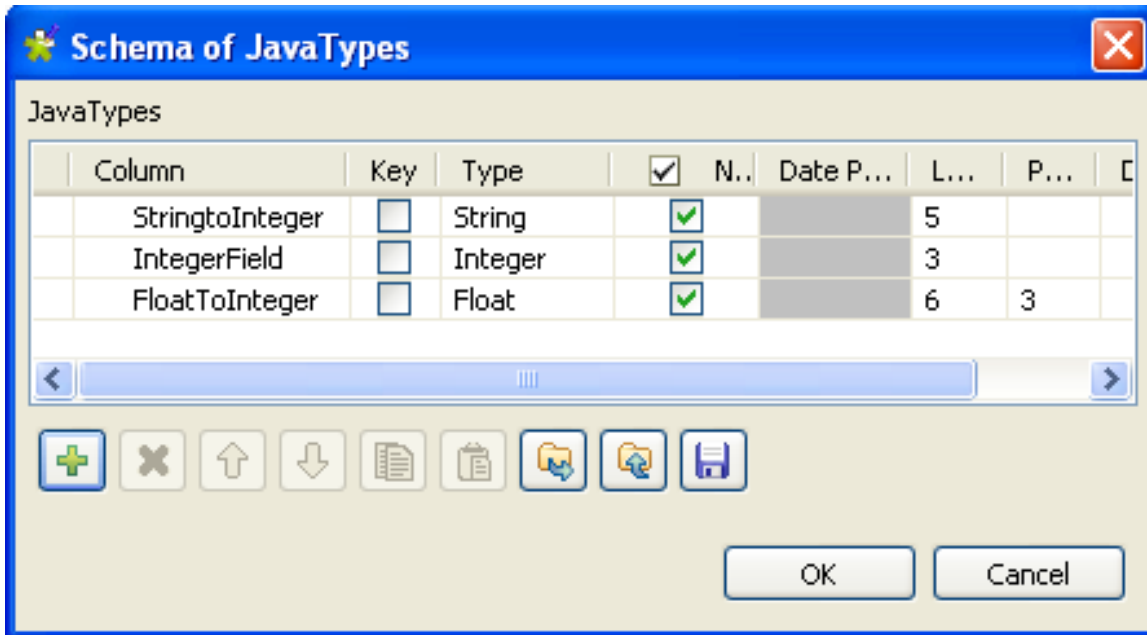 Schema of JavaTypes
JavaTypes
Column Key Type N.. Date P... L... P... D
StringtoInteger String 5
IntegerField Integer 3
FloatToInteger Float 6 3
OK Cancel